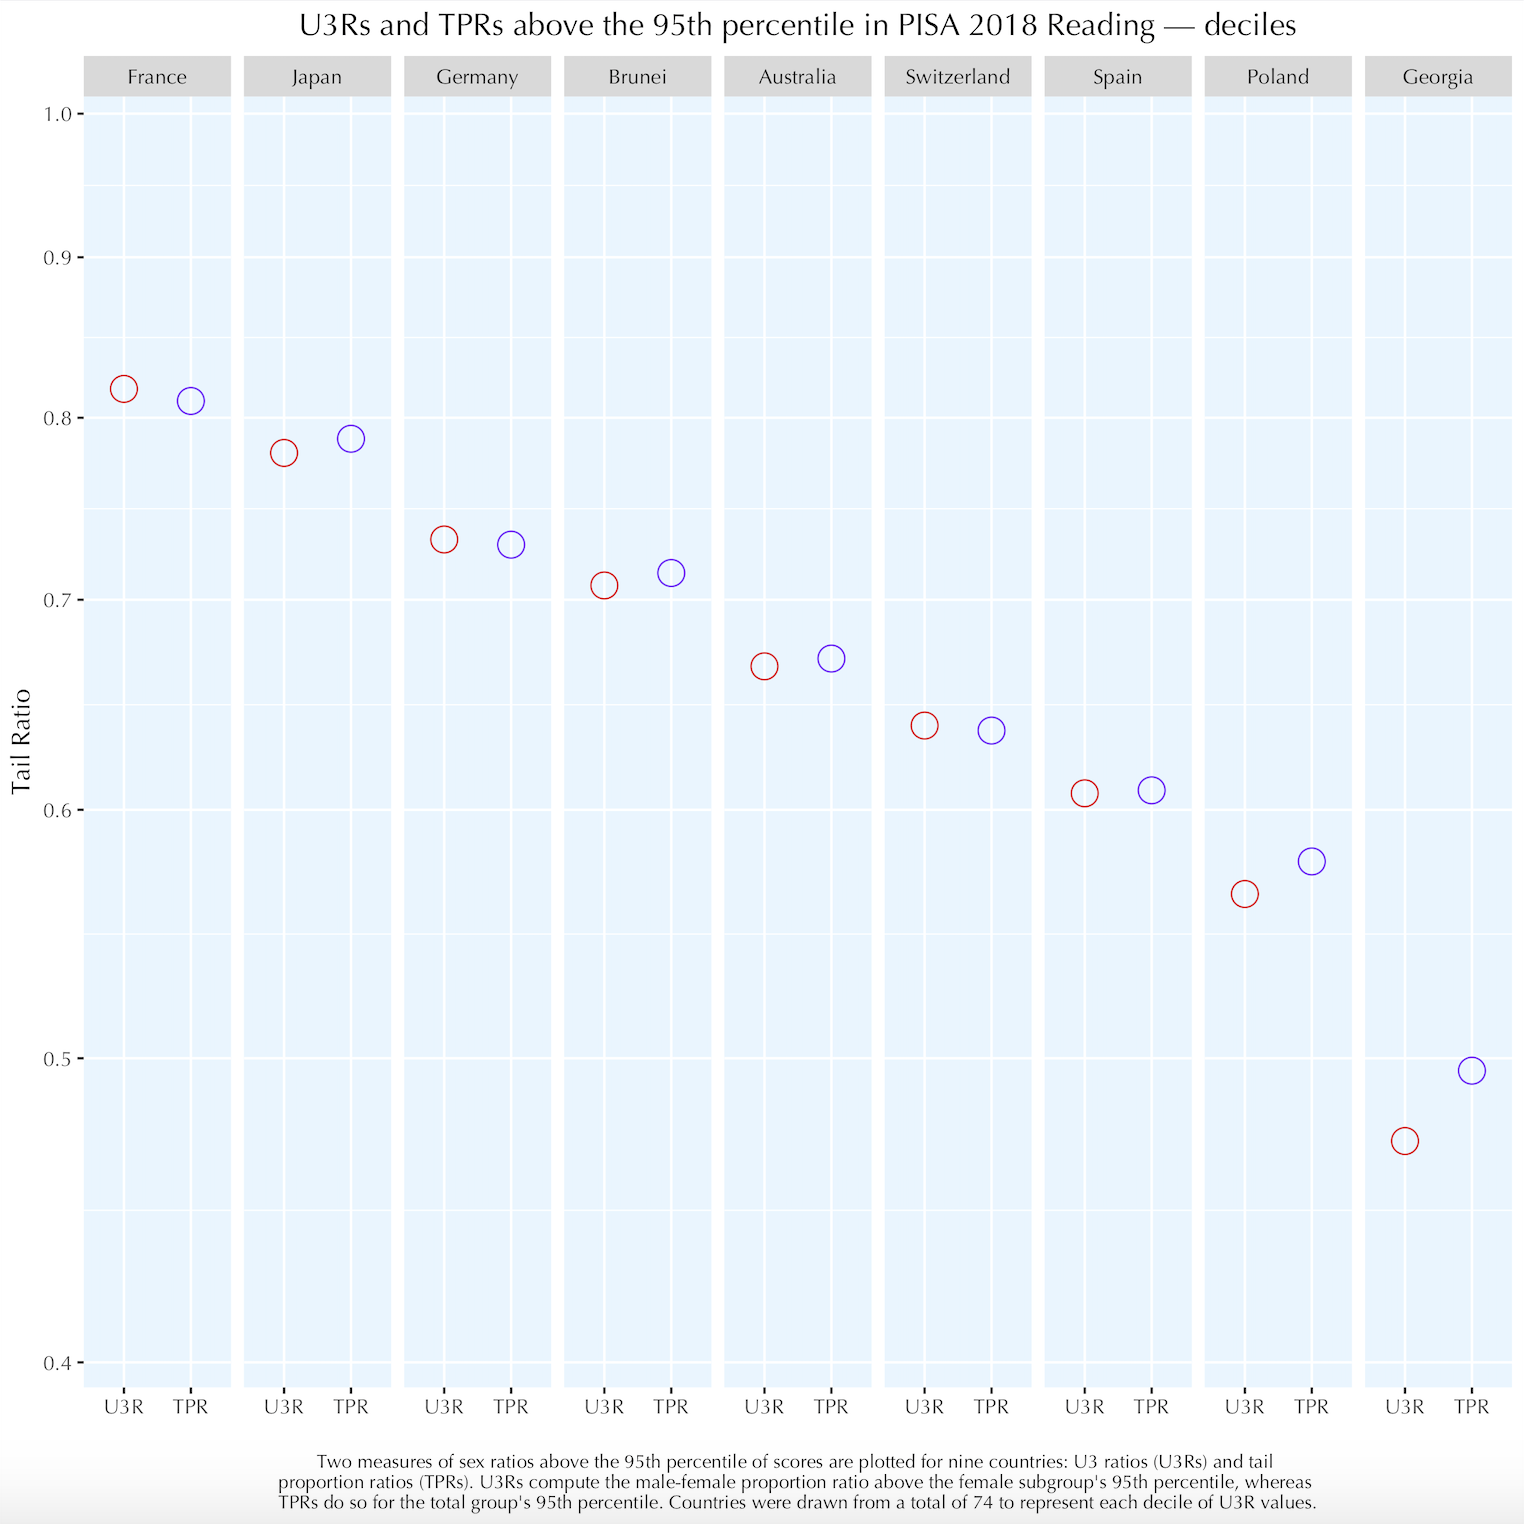 U3Rs and TPRs above the 95th percentile in PISA 2018 Reading — deciles
France Japan Germany Brunei Australia Switzerland Spain Poland Georgia
Tail Ratio
1.0
0.9
0.8
0.7
0.6
0.5
0.4
U3R TPR U3R TPR U3R TPR U3R TPR U3R TPR U3R TPR U3R TPR U3R TPR U3R TPR
Two measures of sex ratios above the 95th percentile of scores are plotted for nine countries: U3 ratios (U3Rs) and tail
proportion ratios (TPRs). U3Rs compute the male-female proportion ratio above the female subgroup's 95th percentile, whereas
TPRs do so for the total group's 95th percentile. Countries were drawn from a total of 74 to represent each decile of U3R values.